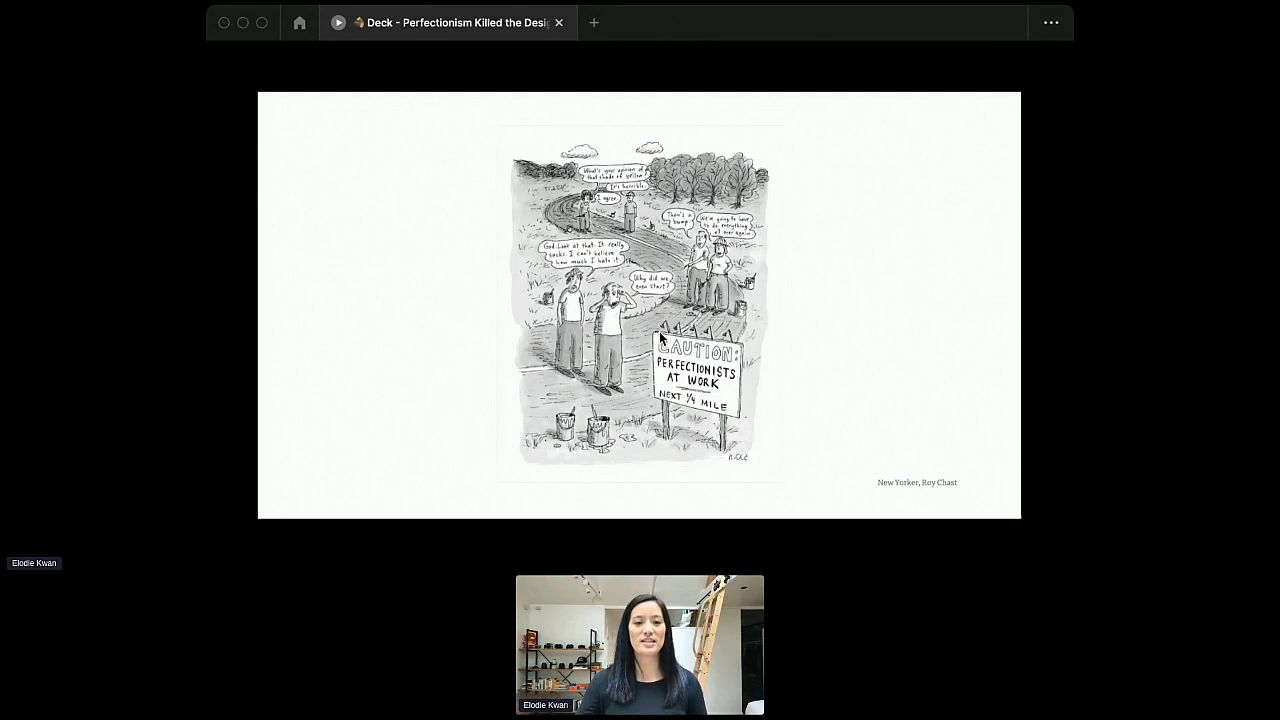 Deck - Perfectionism Killed the Desi
What's your opinion of
that shade of yellow
It's horrible.
I agree.
There's a
bump.
We're going to have
to do everything
all over again.
God. Look at that. It really
sucks. I can't believe
how much I hate it.
Why did we
even start?
CAUTION:
PERFECTIONISTS
AT WORK
NEXT 1/4 MILE
New Yorker, Roy Chast
Elodie Kwan
Elodie Kwan